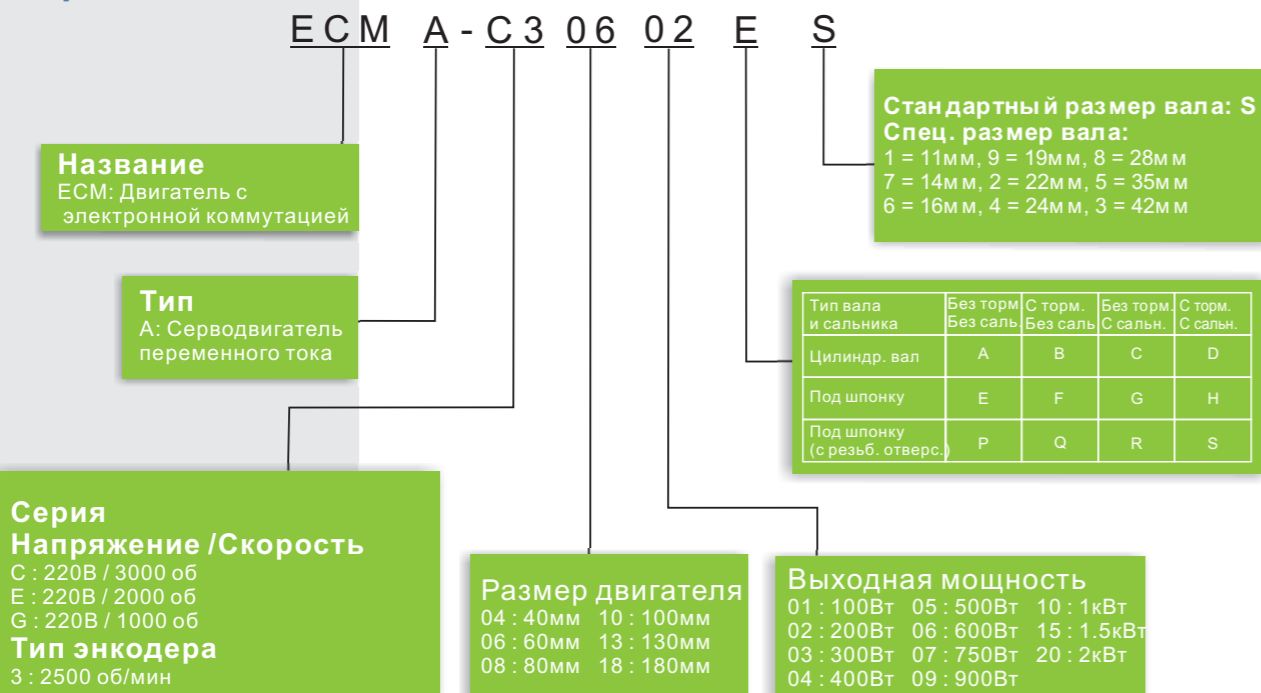 ECM A - C3 06 02 E S
Стандартный размер вала: S
Спец. размер вала:
1 = 11мм, 9 = 19мм, 8 = 28мм
7 = 14мм, 2 = 22мм, 5 = 35мм
6 = 16мм, 4 = 24мм, 3 = 42мм
Название
ECM: Двигатель с
электронной коммутацией
Тип
А: Серводвигатель
переменного тока
Тип вала и сальника | Без торм. Без саль. | С торм. Без саль | Без торм. С сальн. | С торм. С сальн.
Цилиндр. вал | A | B | C | D
Под шпонку | E | F | G | H
Под шпонку (с резьб. отверс.) | P | Q | R | S
Серия
Напряжение /Скорость
C : 220В / 3000 об
E : 220В / 2000 об
G : 220В / 1000 об
Тип энкодера
3 : 2500 об/мин
Размер двигателя
04 : 40мм 10 : 100мм
06 : 60мм 13 : 130мм
08 : 80мм 18 : 180мм
Выходная мощность
01 : 100Вт 05 : 500Вт 10 : 1кВт
02 : 200Вт 06 : 600Вт 15 : 1.5кВт
03 : 300Вт 07 : 750Вт 20 : 2кВт
04 : 400Вт 09 : 900Вт